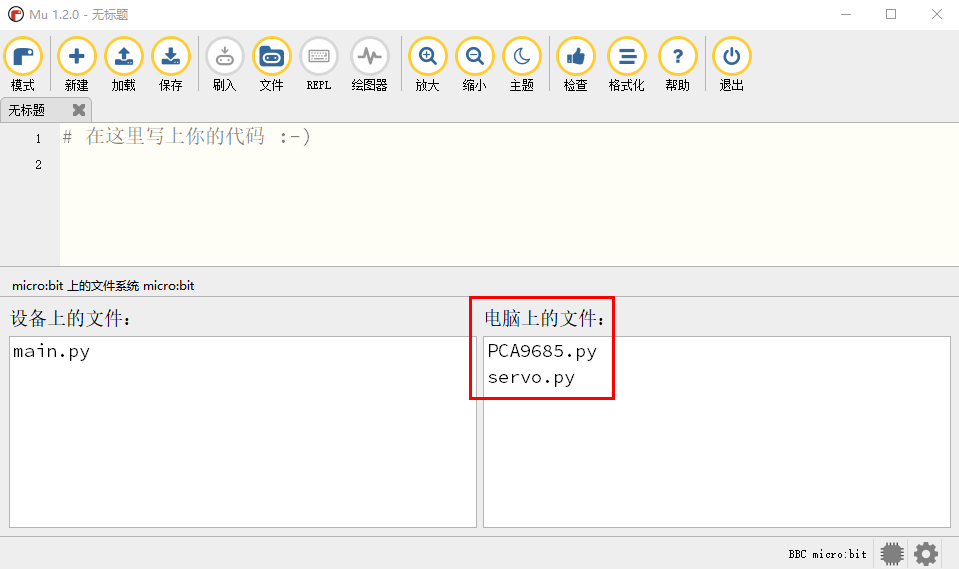 Mu 1.2.0 - 无标题
模式 新建 加载 保存 刷入 文件 REPL 绘图器 放大 缩小 主题 检查 格式化 帮助 退出
无标题
1 # 在这里写上你的代码 :-)
2
micro:bit 上的文件系统 micro:bit
设备上的文件: 电脑上的文件:
main.py PCA9685.py
servo.py
BBC micro:bit